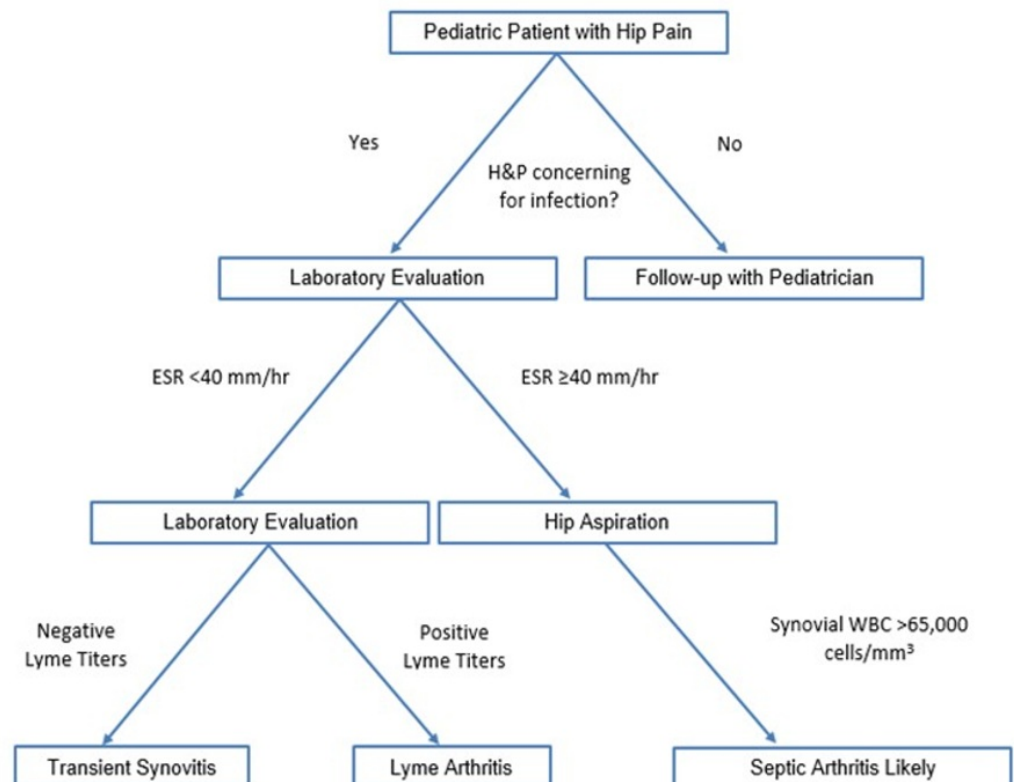 Pediatric Patient with Hip Pain
Yes
No
H&P concerning
for infection?
Laboratory Evaluation
Follow-up with Pediatrician
ESR <40 mm/hr
ESR ≥40 mm/hr
Laboratory Evaluation
Hip Aspiration
Negative
Lyme Titers
Positive
Lyme Titers
Synovial WBC >65,000
cells/mm³
Transient Synovitis
Lyme Arthritis
Septic Arthritis Likely